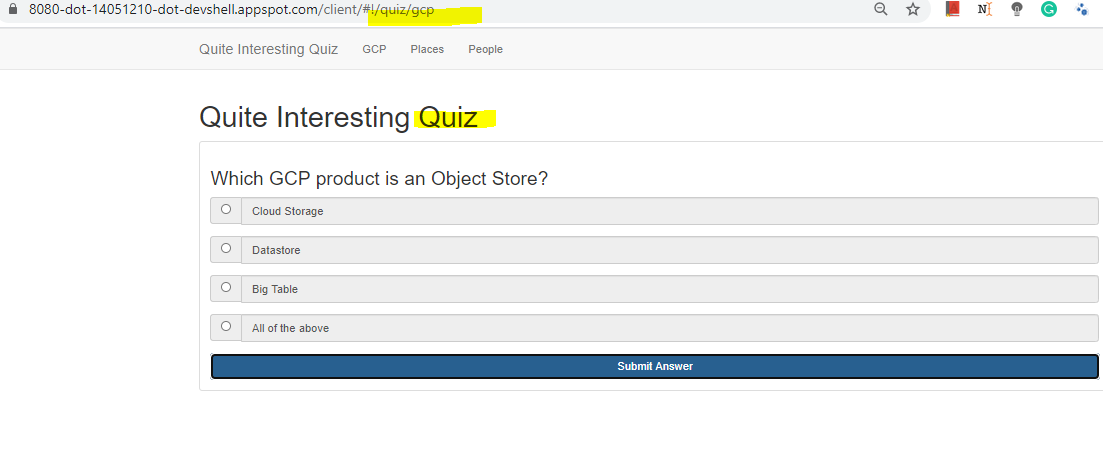 8080-dot-14051210-dot-devshell.appspot.com/client/#!/quiz/gcp
Quite Interesting Quiz GCP Places People
Quite Interesting Quiz
Which GCP product is an Object Store?
Cloud Storage
Datastore
Big Table
All of the above
Submit Answer